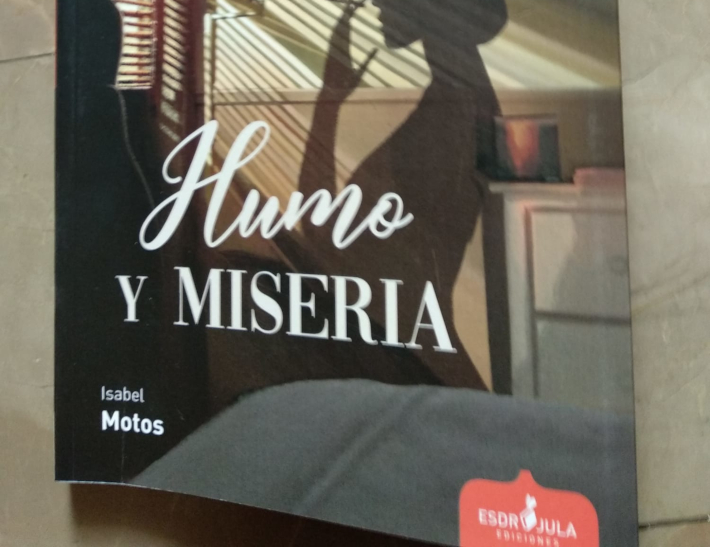 Humo
Y MISERIA
Isabel
Motos
ESDRÚJULA
EDICIONES